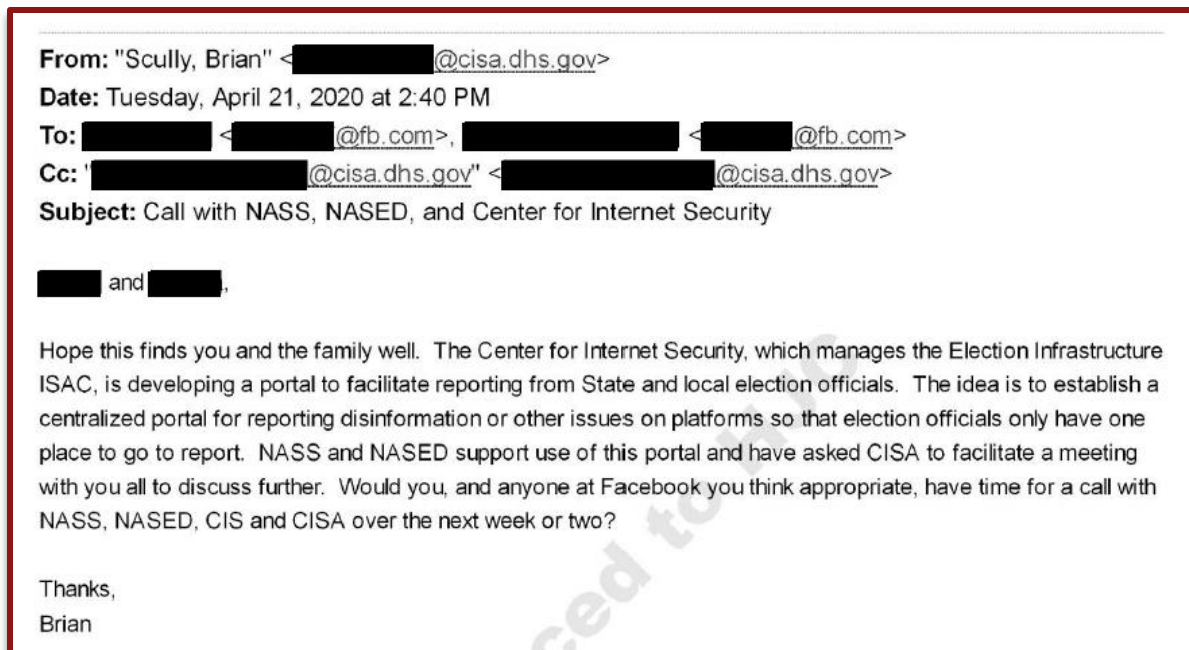 From: "Scully, Brian" < @cisa.dhs.gov>
Date: Tuesday, April 21, 2020 at 2:40 PM
To: < @fb.com>, < @fb.com>
Cc: " @cisa.dhs.gov" < @cisa.dhs.gov>
Subject: Call with NASS, NASED, and Center for Internet Security
and ,
Hope this finds you and the family well. The Center for Internet Security, which manages the Election Infrastructure
ISAC, is developing a portal to facilitate reporting from State and local election officials. The idea is to establish a
centralized portal for reporting disinformation or other issues on platforms so that election officials only have one
place to go to report. NASS and NASED support use of this portal and have asked CISA to facilitate a meeting
with you all to discuss further. Would you, and anyone at Facebook you think appropriate, have time for a call with
NASS, NASED, CIS and CISA over the next week or two?
Thanks,
Brian
ced to HJC